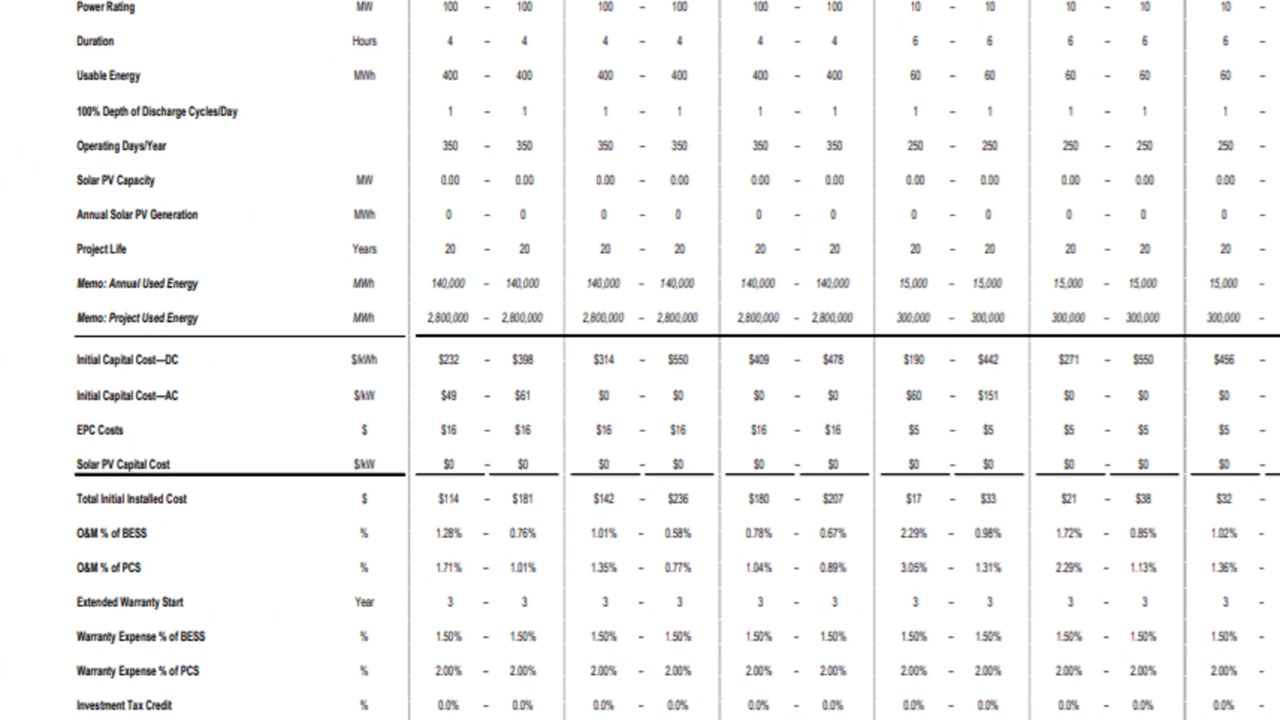 Power Rating MW 100 – 100 100 – 100 100 – 100 10 – 10 10 – 10 10 –
Duration Hours 4 – 4 4 – 4 4 – 4 6 – 6 6 – 6 6 –
Usable Energy MWh 400 – 400 400 – 400 400 – 400 60 – 60 60 – 60 60 –
100% Depth of Discharge Cycles/Day 1 – 1 1 – 1 1 – 1 1 – 1 1 – 1 1 –
Operating Days/Year 350 – 350 350 – 350 350 – 350 250 – 250 250 – 250 250 –
Solar PV Capacity MW 0.00 – 0.00 0.00 – 0.00 0.00 – 0.00 0.00 – 0.00 0.00 – 0.00 0.00 –
Annual Solar PV Generation MWh 0 – 0 0 – 0 0 – 0 0 – 0 0 – 0 0 –
Project Life Years 20 – 20 20 – 20 20 – 20 20 – 20 20 – 20 20 –
Memo: Annual Used Energy MWh 140,000 – 140,000 140,000 – 140,000 140,000 – 140,000 15,000 – 15,000 15,000 – 15,000 15,000 –
Memo: Project Used Energy MWh 2,800,000 – 2,800,000 2,800,000 – 2,800,000 2,800,000 – 2,800,000 300,000 – 300,000 300,000 – 300,000 300,000 –
Initial Capital Cost—DC $/kWh $232 – $398 $314 – $550 $409 – $478 $190 – $442 $271 – $550 $456 –
Initial Capital Cost—AC $/kW $49 – $61 $0 – $0 $0 – $0 $60 – $151 $0 – $0 $0 –
EPC Costs $ $16 – $16 $16 – $16 $16 – $16 $5 – $5 $5 – $5 $5 –
Solar PV Capital Cost $/kW $0 – $0 $0 – $0 $0 – $0 $0 – $0 $0 – $0 $0 –
Total Initial Installed Cost $ $114 – $181 $142 – $236 $180 – $207 $17 – $33 $21 – $38 $32 –
O&M % of BESS % 1.28% – 0.76% 1.01% – 0.58% 0.78% – 0.67% 2.29% – 0.98% 1.72% – 0.85% 1.02% –
O&M % of PCS % 1.71% – 1.01% 1.35% – 0.77% 1.04% – 0.89% 3.05% – 1.31% 2.29% – 1.13% 1.36% –
Extended Warranty Start Year 3 – 3 3 – 3 3 – 3 3 – 3 3 – 3 3 –
Warranty Expense % of BESS % 1.50% – 1.50% 1.50% – 1.50% 1.50% – 1.50% 1.50% – 1.50% 1.50% – 1.50% 1.50% –
Warranty Expense % of PCS % 2.00% – 2.00% 2.00% – 2.00% 2.00% – 2.00% 2.00% – 2.00% 2.00% – 2.00% 2.00% –
Investment Tax Credit % 0.0% – 0.0% 0.0% – 0.0% 0.0% – 0.0% 0.0% – 0.0% 0.0% – 0.0% 0.0% –